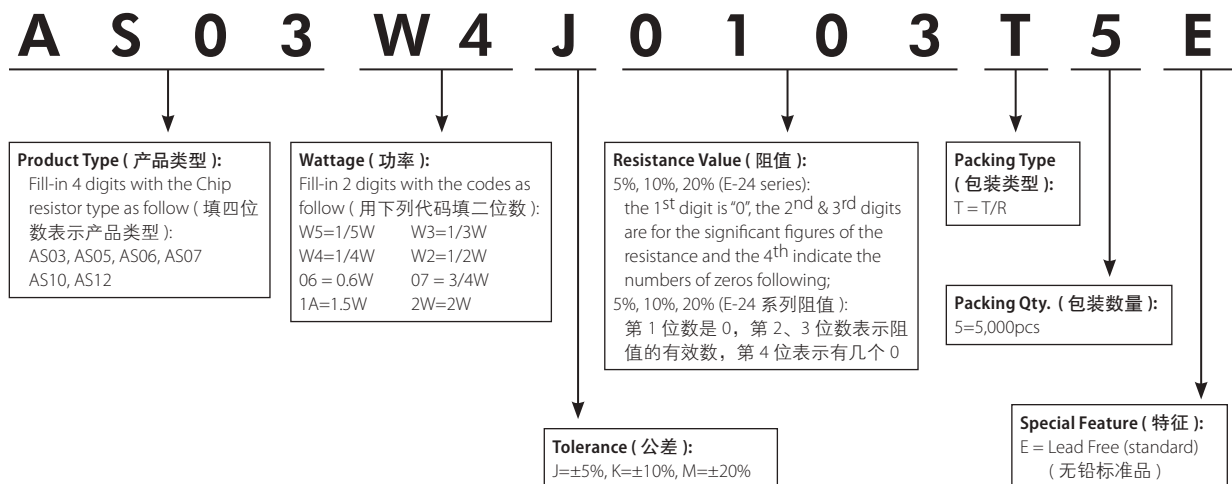 A S 0 3 W 4 J 0 1 0 3 T 5 E
Product Type ( 产品类型 ):
Fill-in 4 digits with the Chip
resistor type as follow ( 填四位
数表示产品类型 ):
AS03, AS05, AS06, AS07
AS10, AS12
Wattage ( 功率 ):
Fill-in 2 digits with the codes as
follow ( 用下列代码填二位数 ):
W5=1/5W W3=1/3W
W4=1/4W W2=1/2W
06 = 0.6W 07 = 3/4W
1A=1.5W 2W=2W
Resistance Value ( 阻值 ):
5%, 10%, 20% (E-24 series):
the 1st digit is “0”, the 2nd & 3rd digits
are for the significant figures of the
resistance and the 4th indicate the
numbers of zeros following;
5%, 10%, 20% (E-24 系列阻值 ):
第 1 位数是 0，第 2、3 位数表示阻
值的有效数，第 4 位表示有几个 0
Packing Type
( 包装类型 ):
T = T/R
Packing Qty. ( 包装数量 ):
5=5,000pcs
Tolerance ( 公差 ):
J=±5%, K=±10%, M=±20%
Special Feature ( 特征 ):
E = Lead Free (standard)
( 无铅标准品 )